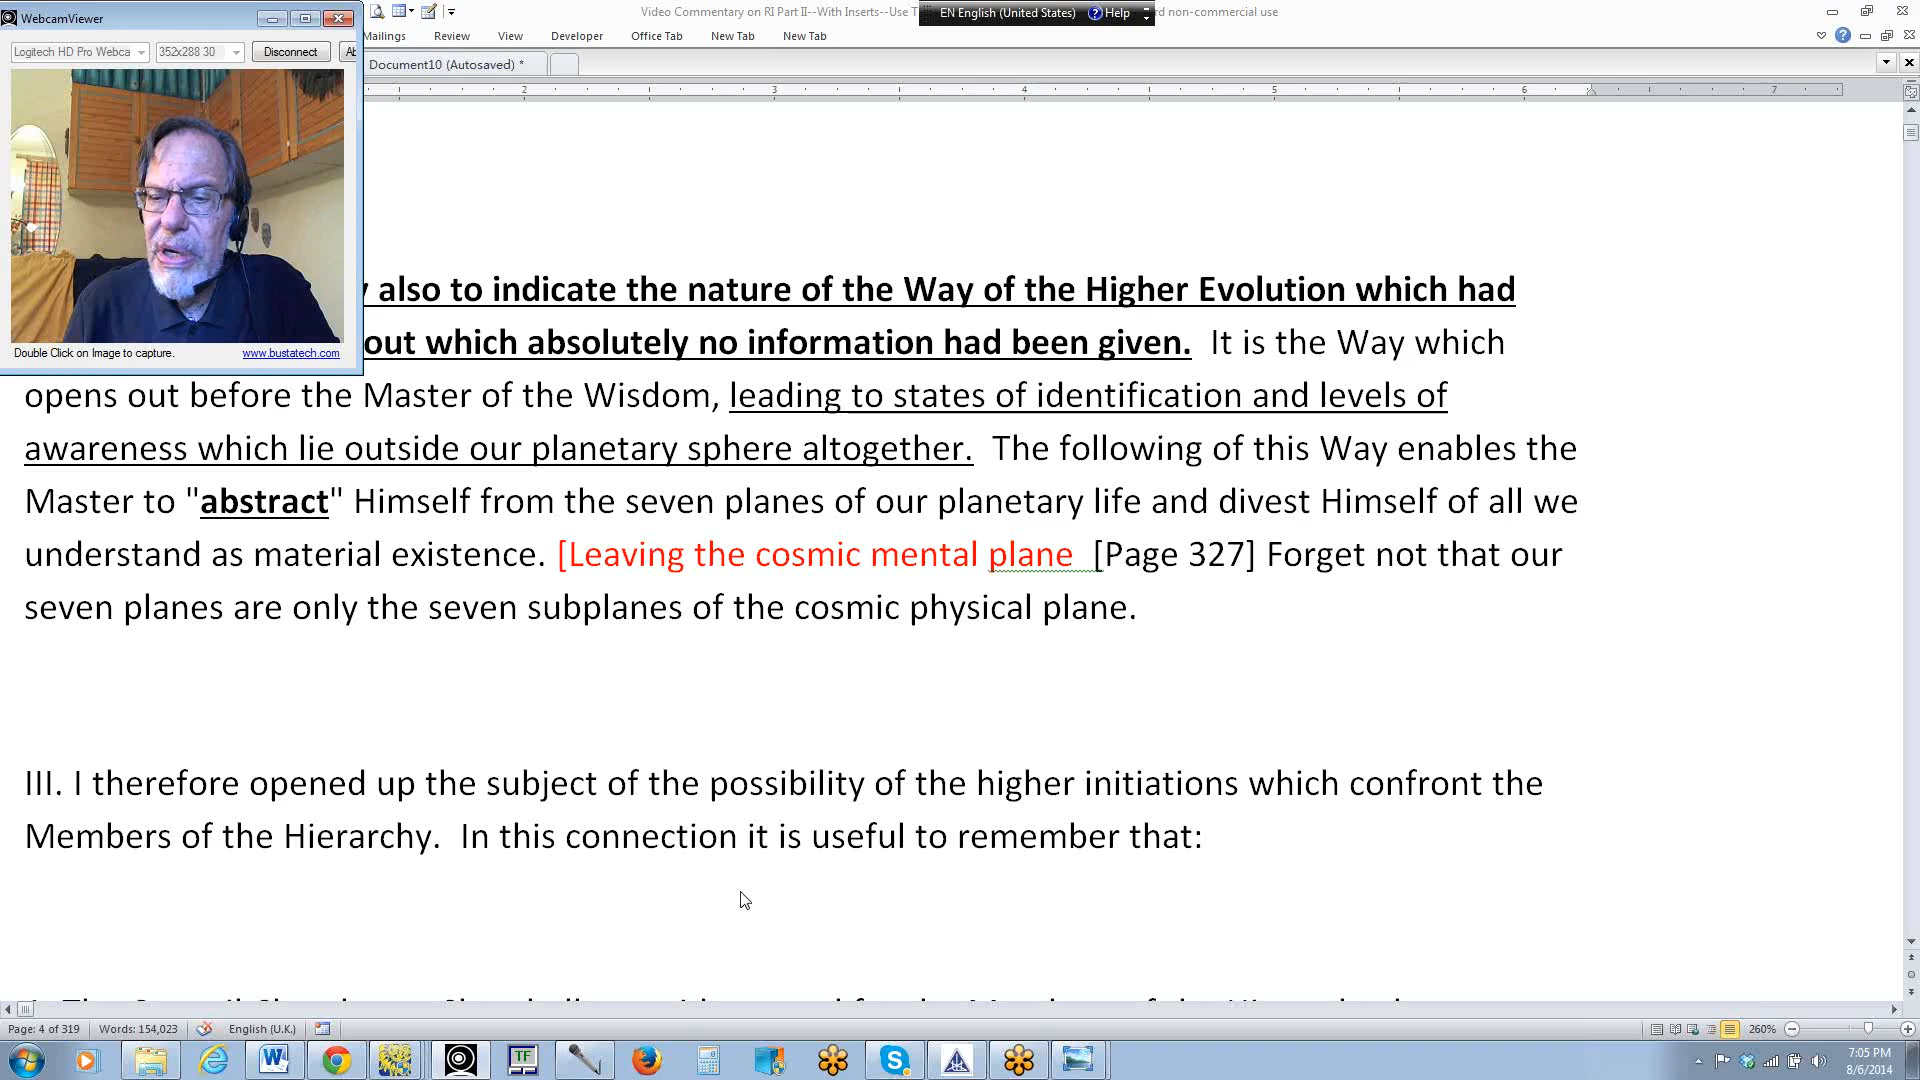 WebcamViewer
Logitech HD Pro Webca
352x288 30
Disconnect
Ab
Double Click on Image to capture.
www.bustatech.com
Video Commentary on RI Part II--With Inserts--Use T
EN English (United States)
Help
rd non-commercial use
Mailings
Review
View
Developer
Office Tab
New Tab
New Tab
Document10 (Autosaved) *
2 3 4 5 6 7
also to indicate the nature of the Way of the Higher Evolution which had
out which absolutely no information had been given. It is the Way which
opens out before the Master of the Wisdom, leading to states of identification and levels of
awareness which lie outside our planetary sphere altogether. The following of this Way enables the
Master to "abstract" Himself from the seven planes of our planetary life and divest Himself of all we
understand as material existence. [Leaving the cosmic mental plane [Page 327] Forget not that our
seven planes are only the seven subplanes of the cosmic physical plane.
III. I therefore opened up the subject of the possibility of the higher initiations which confront the
Members of the Hierarchy. In this connection it is useful to remember that:
Page: 4 of 319
Words: 154,023
English (U.K.)
260%
TF
7:05 PM
8/6/2014